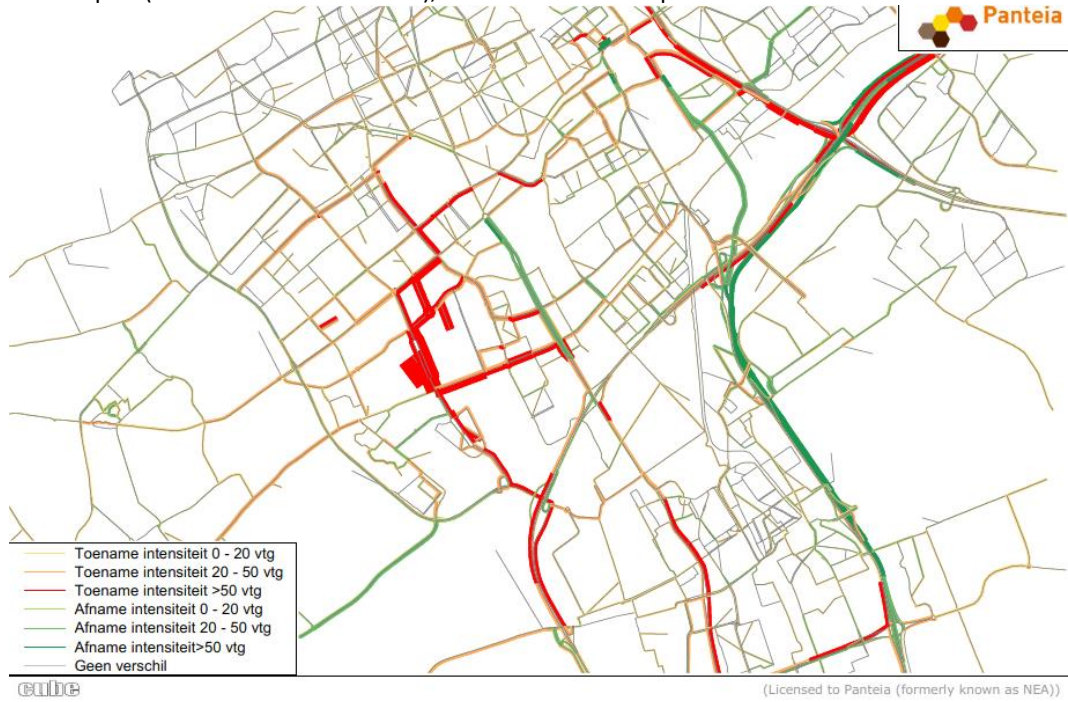 Panteia
Toename intensiteit 0 - 20 vtg
Toename intensiteit 20 - 50 vtg
Toename intensiteit >50 vtg
Afname intensiteit 0 - 20 vtg
Afname intensiteit 20 - 50 vtg
Afname intensiteit>50 vtg
Geen verschil
cube
(Licensed to Panteia (formerly known as NEA))